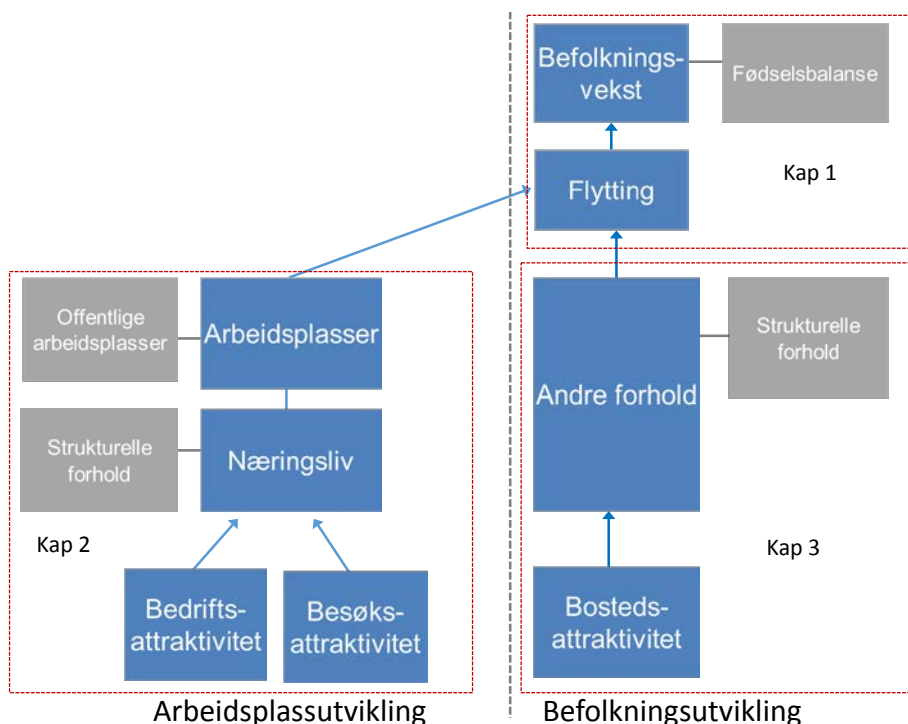 Befolknings-
vekst
Fødselsbalanse
Kap 1
Flytting
Offentlige
arbeidsplasser
Arbeidsplasser
Strukturelle
forhold
Næringsliv
Kap 2
Bedrifts-
attraktivitet
Besøks-
attraktivitet
Andre forhold
Strukturelle
forhold
Kap 3
Bosteds-
attraktivitet
Arbeidsplassutvikling
Befolkningsutvikling